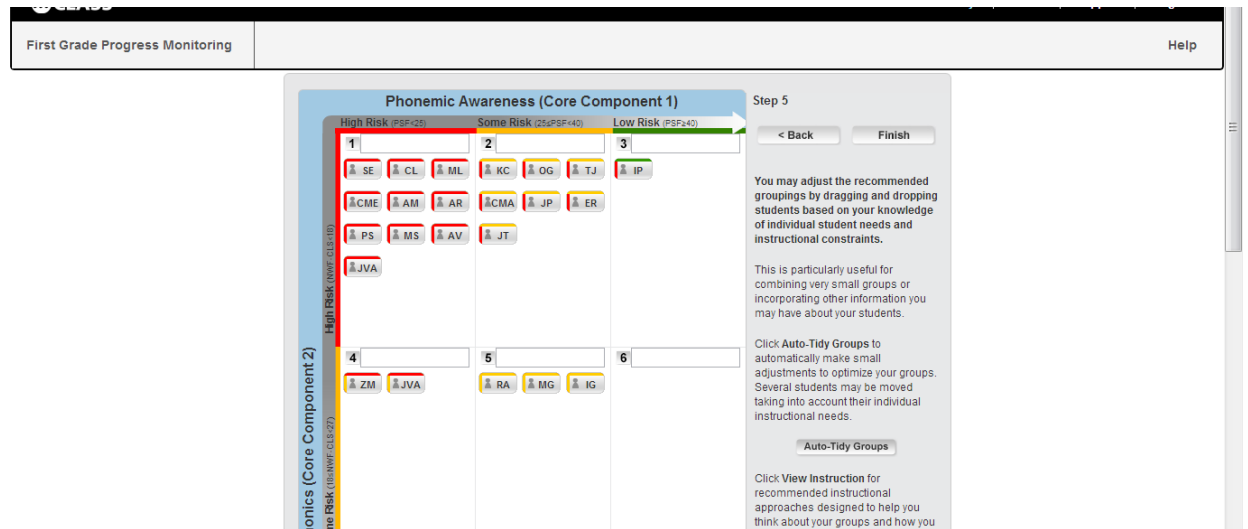 First Grade Progress Monitoring
Help
Phonemic Awareness (Core Component 1)
High Risk (PSF<25) Some Risk (25≤PSF<40) Low Risk (PSF≥40)
1 2 3
SE CL ML KC OG TJ IP
CME AM AR CMA JP ER
PS MS AV JT
JVA
High Risk (NWF-CLS<18)
4 5 6
ZM JVA RA MG IG
Step 5
< Back Finish
You may adjust the recommended
groupings by dragging and dropping
students based on your knowledge
of individual student needs and
instructional constraints.
This is particularly useful for
combining very small groups or
incorporating other information you
may have about your students.
Click Auto-Tidy Groups to
automatically make small
adjustments to optimize your groups.
Several students may be moved
taking into account their individual
instructional needs.
Auto-Tidy Groups
Click View Instruction for
recommended instructional
approaches designed to help you
think about your groups and how you
(Core Component 2)
Risk (18≤NWF-CLS<27)